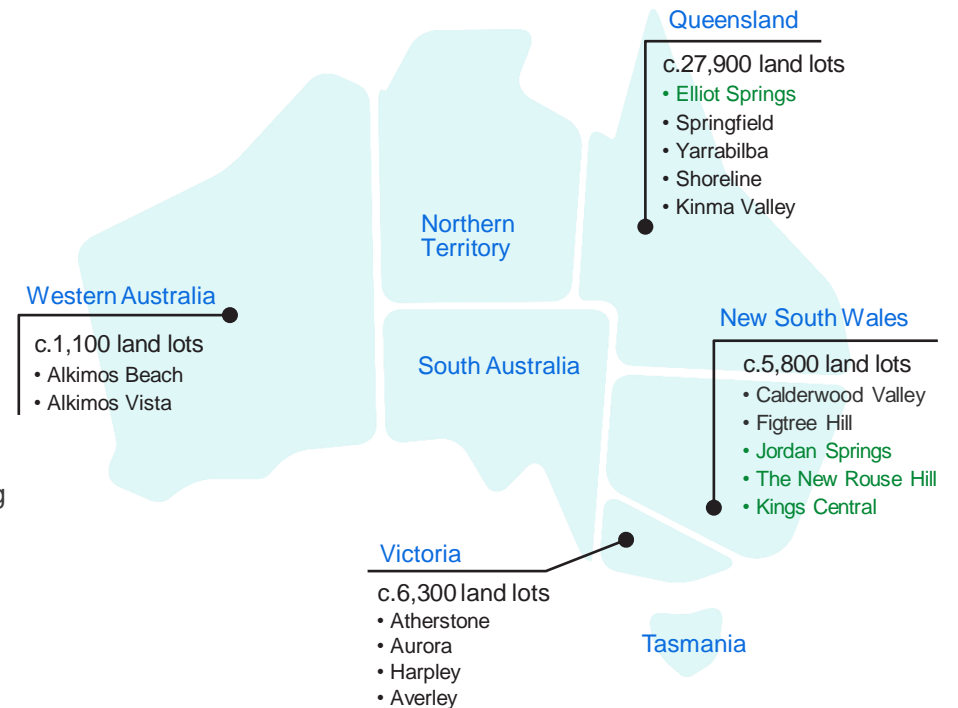 Queensland
c.27,900 land lots
• Elliot Springs
• Springfield
• Yarrabilba
• Shoreline
• Kinma Valley
Northern
Territory
Western Australia
c.1,100 land lots
• Alkimos Beach
• Alkimos Vista
South Australia
New South Wales
c.5,800 land lots
• Calderwood Valley
• Figtree Hill
• Jordan Springs
• The New Rouse Hill
• Kings Central
g
Victoria
c.6,300 land lots
• Atherstone
• Aurora
• Harpley
• Averley
Tasmania